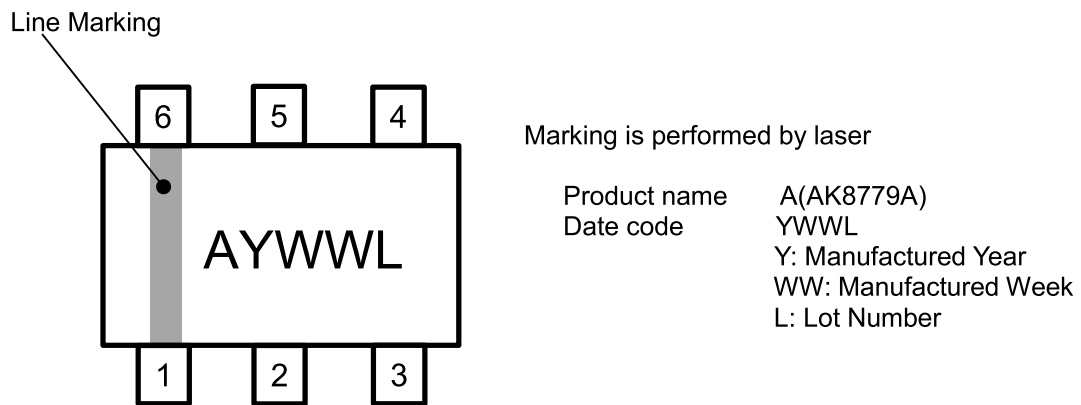 Line Marking
6 5 4
AYWWL
1 2 3
Marking is performed by laser
Product name A(AK8779A)
Date code YWWL
Y: Manufactured Year
WW: Manufactured Week
L: Lot Number